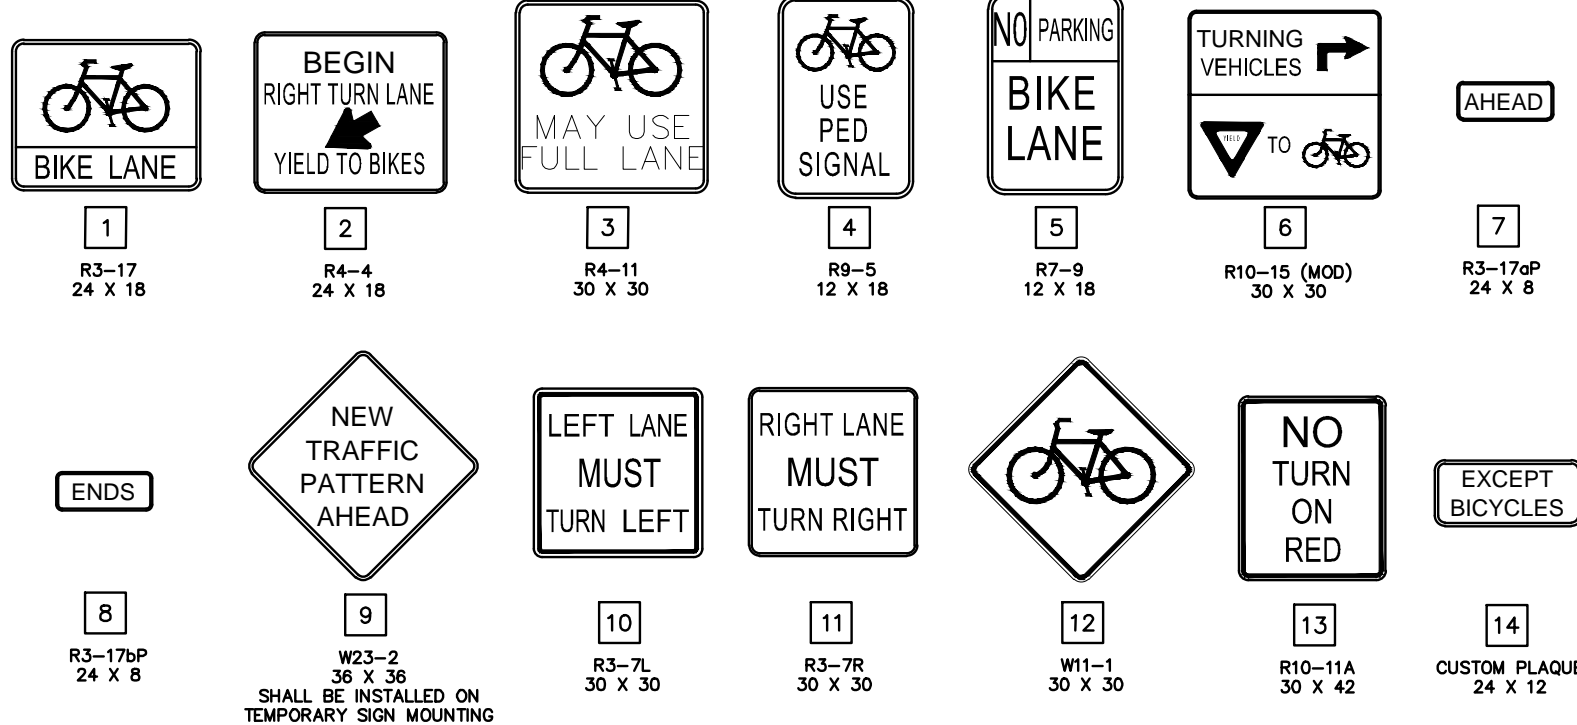 BIKE LANE
1
R3-17
24 X 18
BEGIN
RIGHT TURN LANE
YIELD TO BIKES
2
R4-4
24 X 18
MAY USE
FULL LANE
3
R4-11
30 X 30
USE
PED
SIGNAL
4
R9-5
12 X 18
NO PARKING
BIKE
LANE
5
R7-9
12 X 18
TURNING
VEHICLES
YIELD TO
6
R10-15 (MOD)
30 X 30
AHEAD
7
R3-17aP
24 X 8
ENDS
8
R3-17bP
24 X 8
NEW
TRAFFIC
PATTERN
AHEAD
9
W23-2
36 X 36
SHALL BE INSTALLED ON
TEMPORARY SIGN MOUNTING
LEFT LANE
MUST
TURN LEFT
10
R3-7L
30 X 30
RIGHT LANE
MUST
TURN RIGHT
11
R3-7R
30 X 30
12
W11-1
30 X 30
NO
TURN
ON
RED
13
R10-11A
30 X 42
EXCEPT
BICYCLES
14
CUSTOM PLAQUE
24 X 12